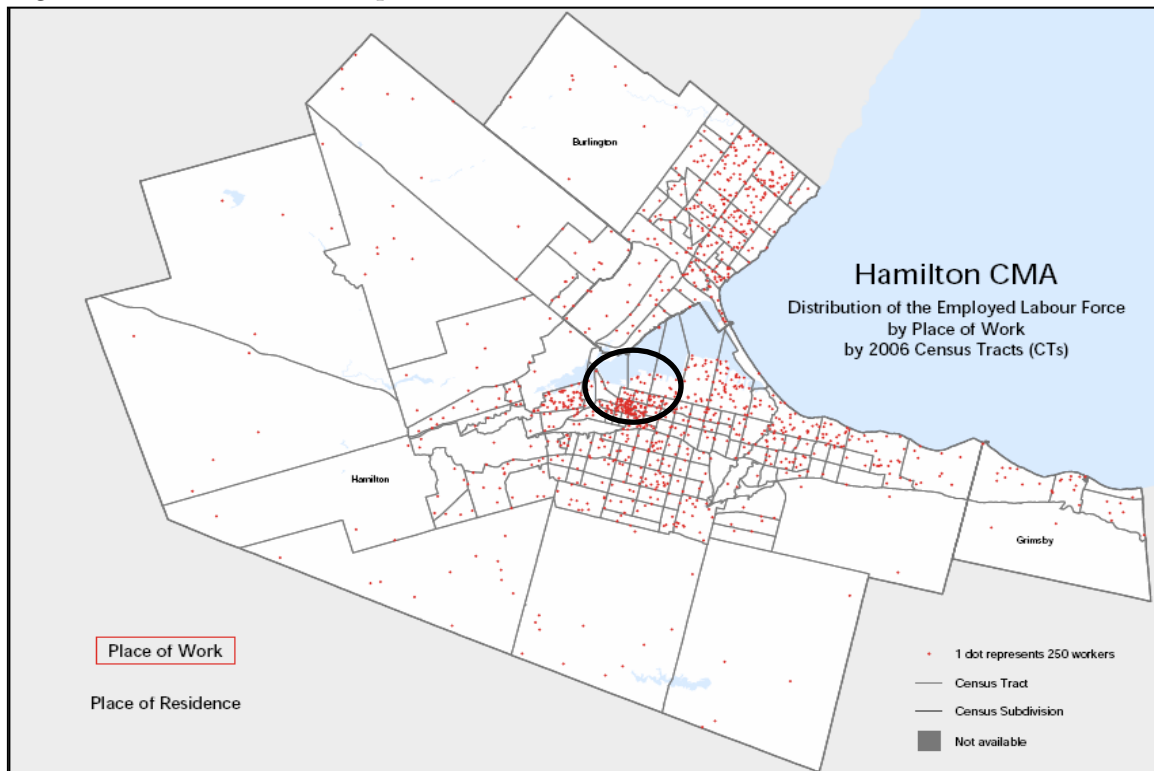 Burlington
Hamilton CMA
Distribution of the Employed Labour Force
by Place of Work
by 2006 Census Tracts (CTs)
Hamilton
Grimsby
Place of Work
Place of Residence
1 dot represents 250 workers
Census Tract
Census Subdivision
Not available